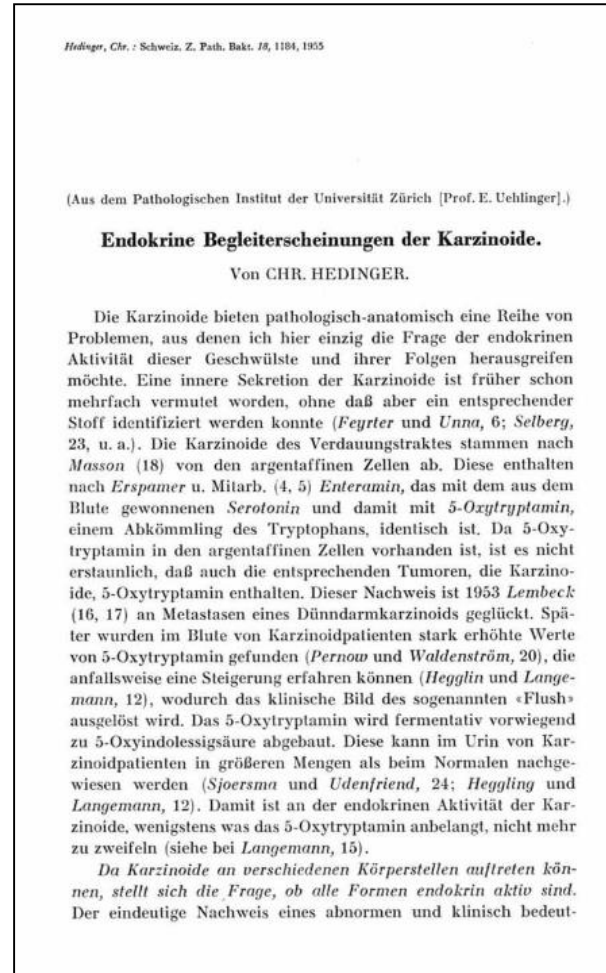 Hedinger, Chr. : Schweiz. Z. Path. Bakt. 18, 1184, 1955
(Aus dem Pathologischen Institut der Universität Zürich [Prof. E. Uehlinger].)
Endokrine Begleiterscheinungen der Karzinoide.
Von CHR. HEDINGER.
Die Karzinoide bieten pathologisch-anatomisch eine Reihe von
Problemen, aus denen ich hier einzig die Frage der endokrinen
Aktivität dieser Geschwülste und ihrer Folgen herausgreifen
möchte. Eine innere Sekretion der Karzinoide ist früher schon
mehrfach vermutet worden, ohne daß aber ein entsprechender
Stoff identifiziert werden konnte (Feyrter und Unna, 6; Selberg,
23, u. a.). Die Karzinoide des Verdauungstraktes stammen nach
Masson (18) von den argentaffinen Zellen ab. Diese enthalten
nach Erspamer u. Mitarb. (4, 5) Enteramin, das mit dem aus dem
Blute gewonnenen Serotonin und damit mit 5-Oxytryptamin,
einem Abkömmling des Tryptophans, identisch ist. Da 5-Oxy-
tryptamin in den argentaffinen Zellen vorhanden ist, ist es nicht
erstaunlich, daß auch die entsprechenden Tumoren, die Karzino-
ide, 5-Oxytryptamin enthalten. Dieser Nachweis ist 1953 Lembeck
(16, 17) an Metastasen eines Dünndarmkarzinoids geglückt. Spä-
ter wurden im Blute von Karzinoidpatienten stark erhöhte Werte
von 5-Oxytryptamin gefunden (Pernow und Waldenström, 20), die
anfallsweise eine Steigerung erfahren können (Hegglin und Lange-
mann, 12), wodurch das klinische Bild des sogenannten «Flush»
ausgelöst wird. Das 5-Oxytryptamin wird fermentativ vorwiegend
zu 5-Oxyindolessigsäure abgebaut. Diese kann im Urin von Kar-
zinoidpatienten in größeren Mengen als beim Normalen nachge-
wiesen werden (Sjoersma und Udenfriend, 24; Heggling und
Langemann, 12). Damit ist an der endokrinen Aktivität der Kar-
zinoide, wenigstens was das 5-Oxytryptamin anbelangt, nicht mehr
zu zweifeln (siehe bei Langemann, 15).
Da Karzinoide an verschiedenen Körperstellen auftreten kön-
nen, stellt sich die Frage, ob alle Formen endokrin aktiv sind.
Der eindeutige Nachweis eines abnormen und klinisch bedeut-